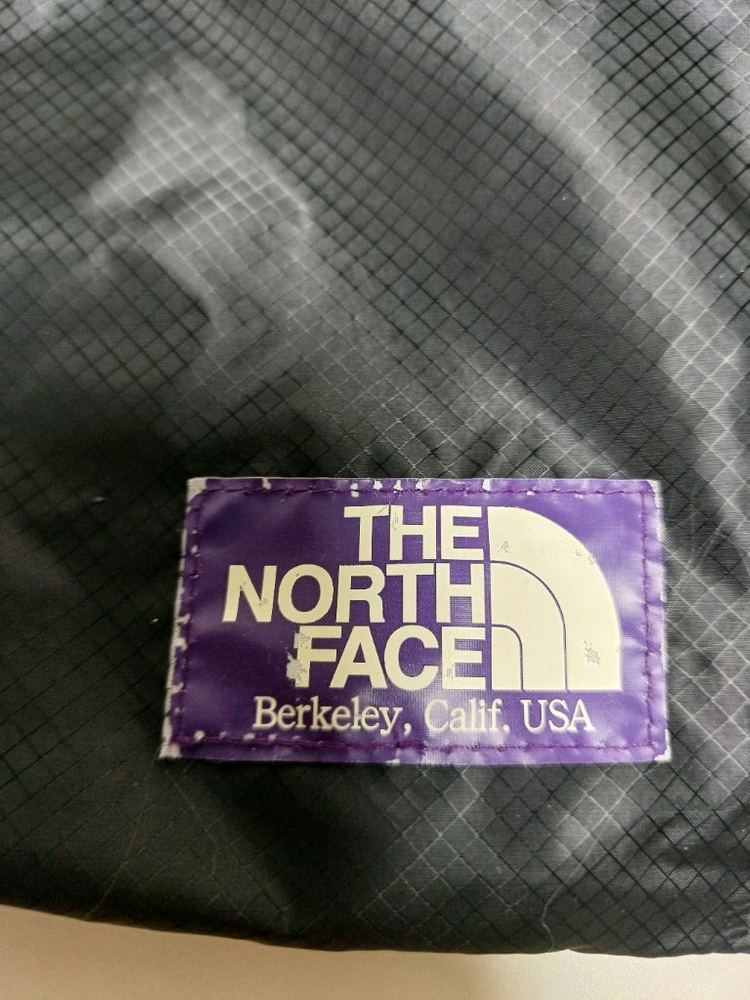 THE
NORTH
FACE
Berkeley, Calif. USA